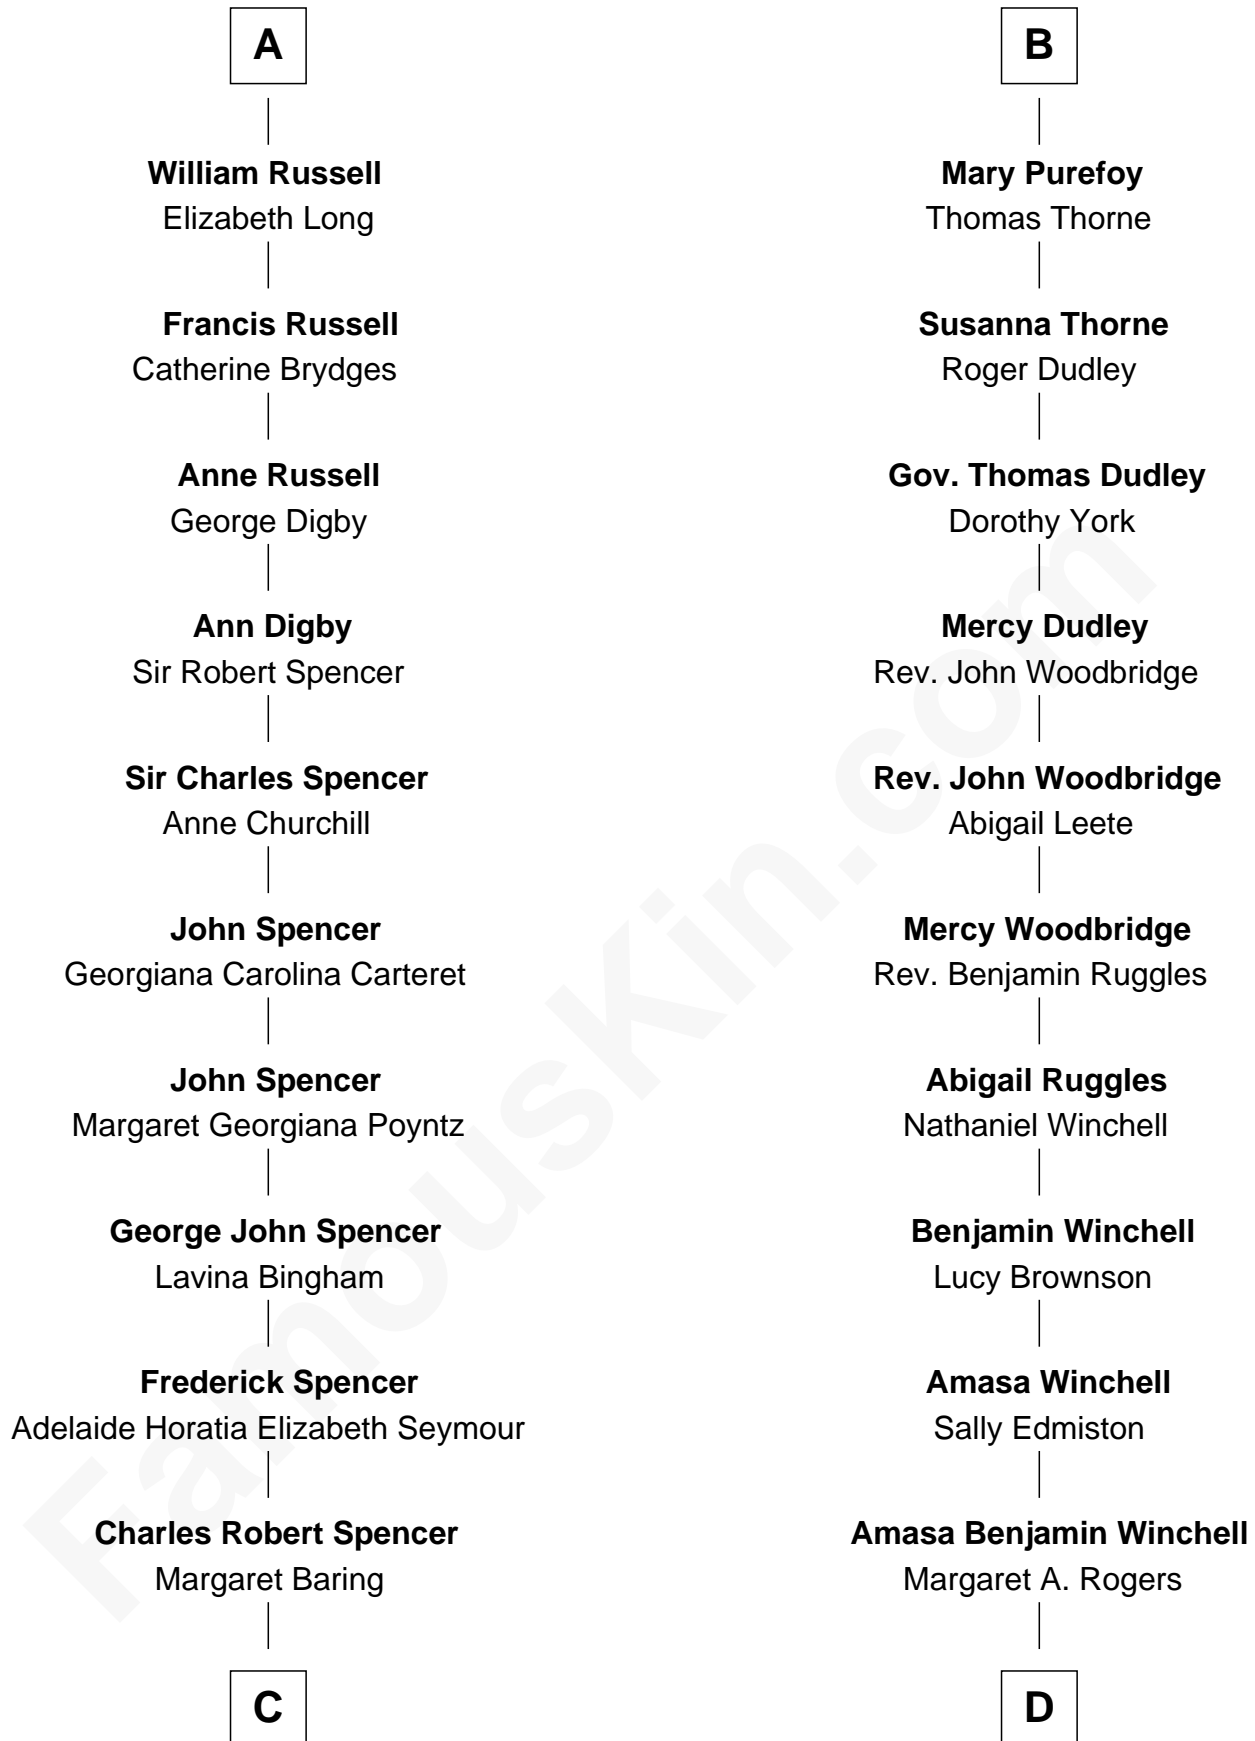 A
William Russell
Elizabeth Long
Francis Russell
Catherine Brydges
Anne Russell
George Digby
Ann Digby
Sir Robert Spencer
Sir Charles Spencer
Anne Churchill
John Spencer
Georgiana Carolina Carteret
John Spencer
Margaret Georgiana Poyntz
George John Spencer
Lavina Bingham
Frederick Spencer
Adelaide Horatia Elizabeth Seymour
Charles Robert Spencer
Margaret Baring
C
B
Mary Purefoy
Thomas Thorne
Susanna Thorne
Roger Dudley
Gov. Thomas Dudley
Dorothy York
Mercy Dudley
Rev. John Woodbridge
Rev. John Woodbridge
Abigail Leete
Mercy Woodbridge
Rev. Benjamin Ruggles
Abigail Ruggles
Nathaniel Winchell
Benjamin Winchell
Lucy Brownson
Amasa Winchell
Sally Edmiston
Amasa Benjamin Winchell
Margaret A. Rogers
D
FamousKin.com